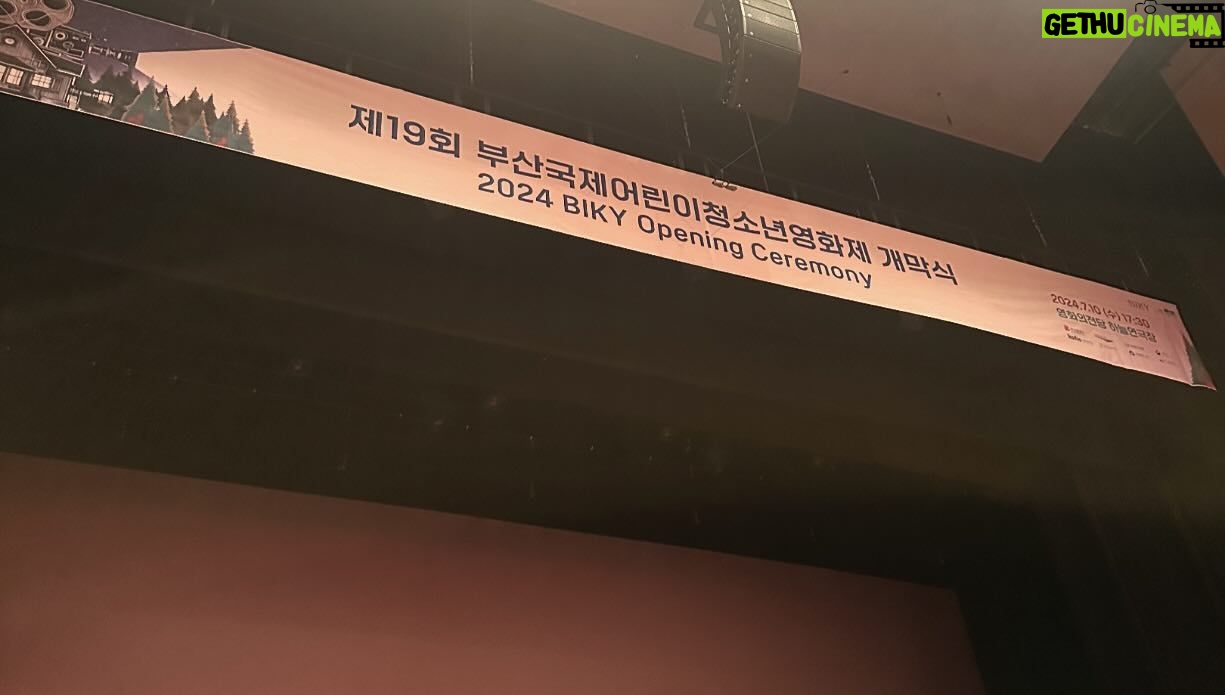 GETHUCINEMA
제19회 부산국제어린이청소년영화제 개막식
2024 BIKY Opening Ceremony
BIKY
2024.7.10 (수) 17:30
영화의전당 하늘연극장